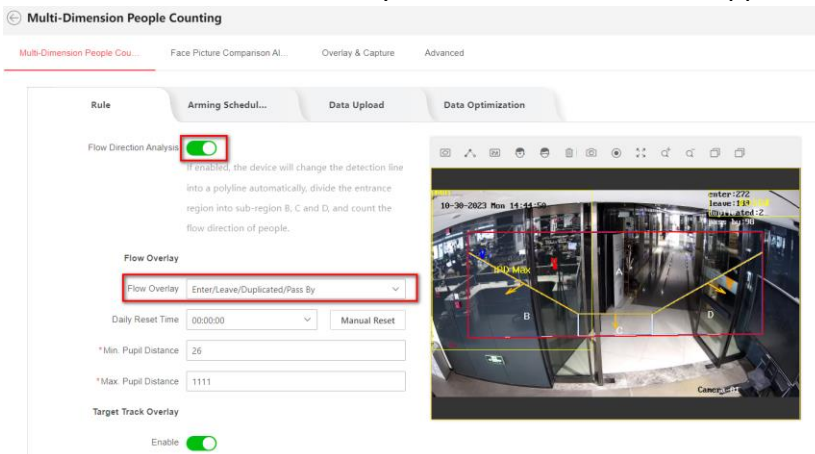 Multi-Dimension People Counting
Multi-Dimension People Cou...
Face Picture Comparison Al...
Overlay & Capture
Advanced
Rule
Arming Schedul...
Data Upload
Data Optimization
Flow Direction Analysis
If enabled, the device will change the detection line
into a polyline automatically, divide the entrance
region into sub-region B, C and D, and count the
flow direction of people.
Flow Overlay
Flow Overlay Enter/Leave/Duplicated/Pass By
Daily Reset Time 00:00:00 Manual Reset
*Min. Pupil Distance 26
*Max. Pupil Distance 1111
Target Track Overlay
Enable
10-30-2023 Mon 14:44:50
enter:272
IPD Max
A
B
C
D
Camera 01